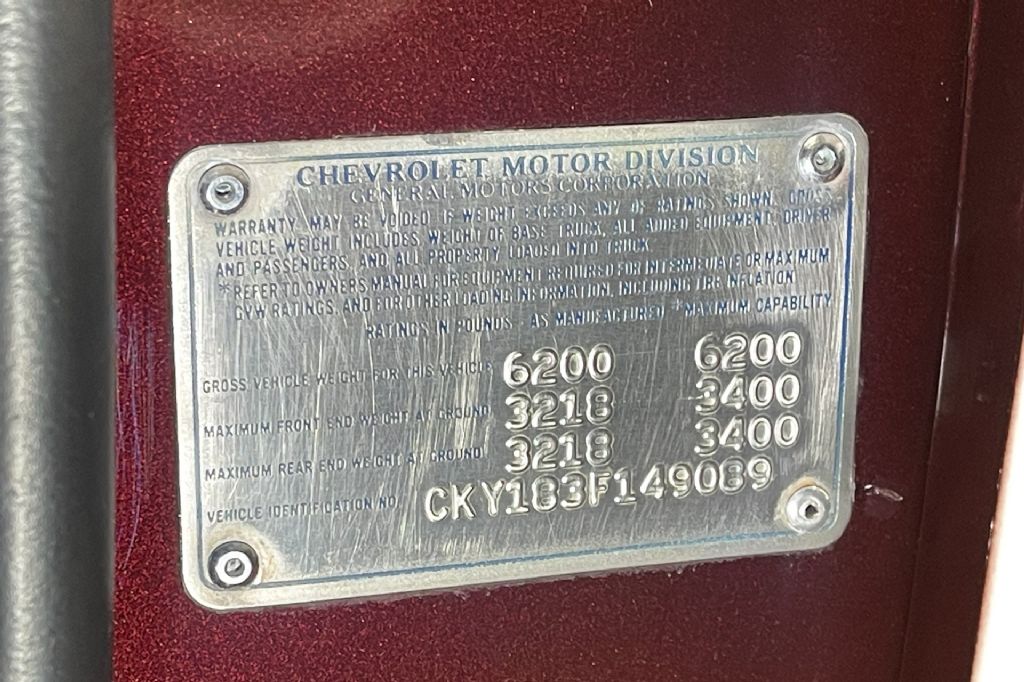 CHEVROLET MOTOR DIVISION
GENERAL MOTORS CORPORATION
WARRANTY MAY BE VOIDED IF WEIGHT EXCEEDS ANY OF RATINGS SHOWN. GROSS
VEHICLE WEIGHT INCLUDES WEIGHT OF BASE TRUCK, ALL ADDED EQUIPMENT, DRIVER
AND PASSENGERS, AND ALL PROPERTY LOADED INTO TRUCK
*REFER TO OWNERS MANUAL FOR EQUIPMENT REQUIRED FOR INTERMEDIATE OR MAXIMUM
GVW RATINGS, AND FOR OTHER LOADING INFORMATION, INCLUDING TIRE INFLATION
RATINGS IN POUNDS - AS MANUFACTURED *MAXIMUM CAPABILITY
GROSS VEHICLE WEIGHT FOR THIS VEHICLE 6200 6200
MAXIMUM FRONT END WEIGHT AT GROUND 3218 3400
MAXIMUM REAR END WEIGHT AT GROUND 3218 3400
VEHICLE IDENTIFICATION NO. CKY183F149089